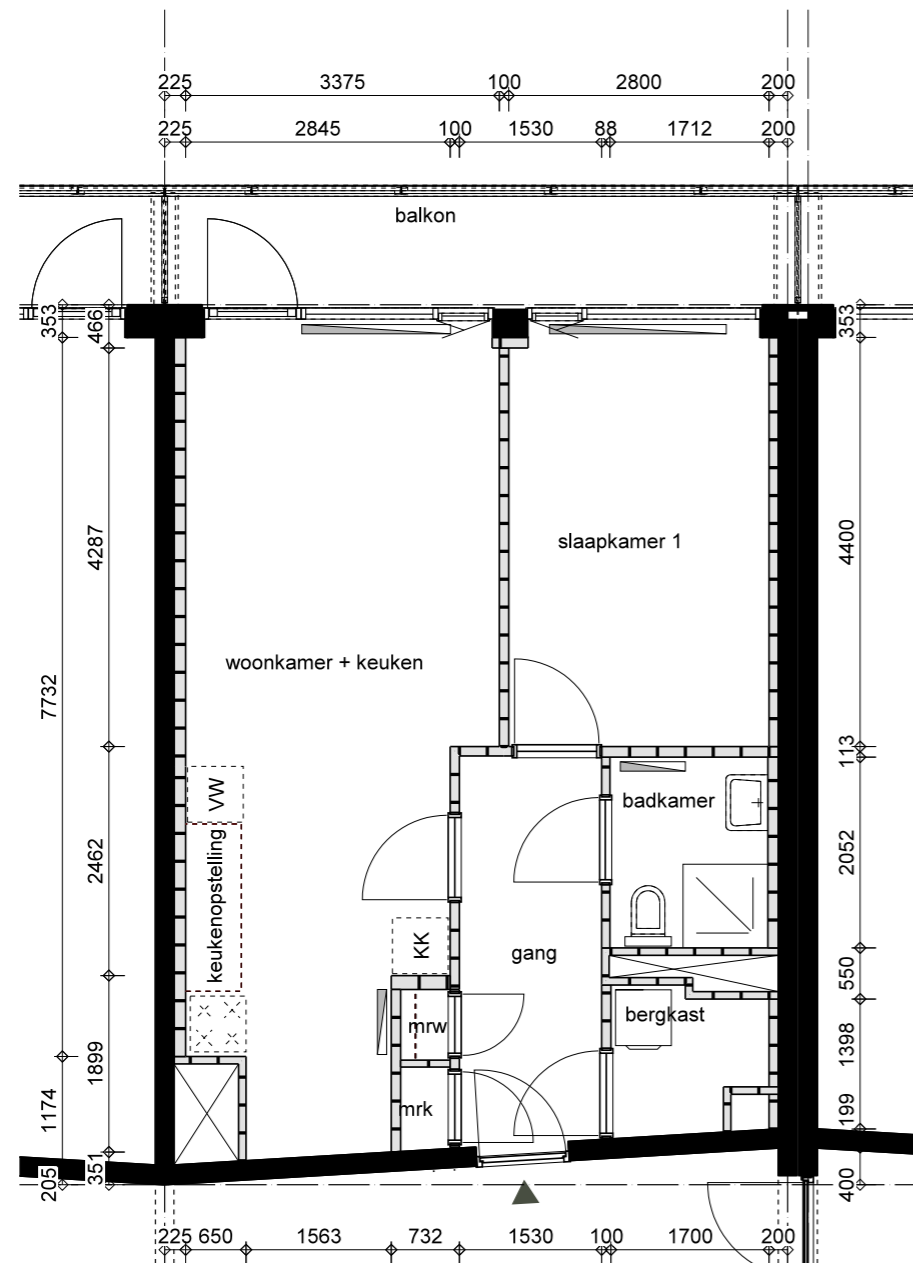 225 3375 100 2800 200
225 2845 100 1530 88 1712 200
balkon
353
466
353
4287
slaapkamer 1
4400
woonkamer + keuken
7732
113
VW
badkamer
2462
keukenopstelling
2052
KK
gang
550
mrw
bergkast
1899
1398
1174
mrk
199
351
205
400
225 650 1563 732 1530 100 1700 200